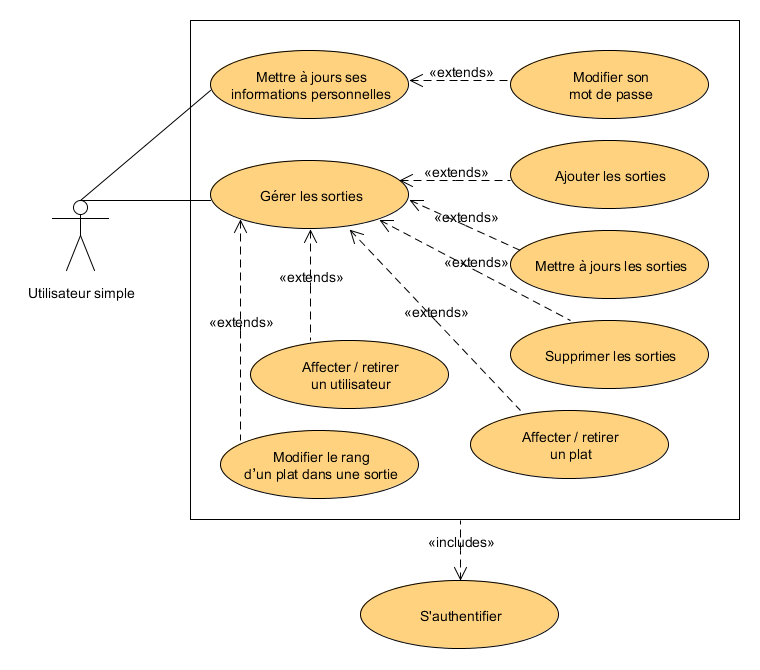 Mettre à jours ses
informations personnelles
«extends»
Modifier son
mot de passe
Gérer les sorties
«extends»
Ajouter les sorties
«extends»
Mettre à jours les sorties
«extends»
Supprimer les sorties
«extends»
«extends»
«extends»
Utilisateur simple
Affecter / retirer
un utilisateur
Affecter / retirer
un plat
Modifier le rang
d'un plat dans une sortie
«includes»
S'authentifier